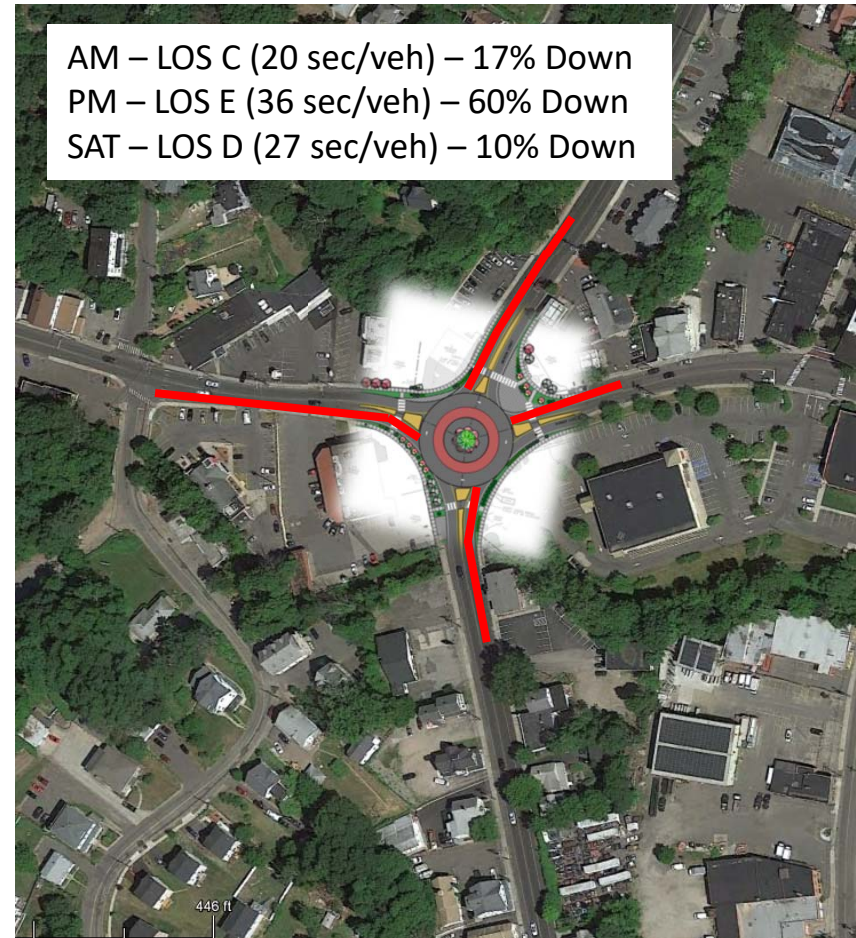 AM – LOS C (20 sec/veh) – 17% Down
PM – LOS E (36 sec/veh) – 60% Down
SAT – LOS D (27 sec/veh) – 10% Down
446 ft